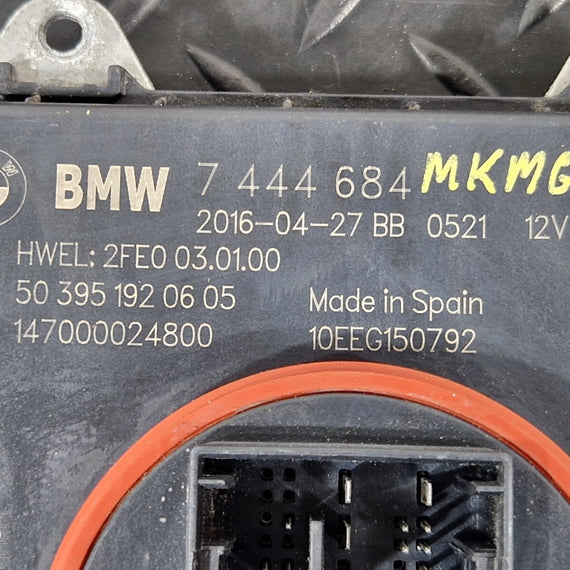 BMW 7 444 684 MKMG
2016-04-27 BB 0521 12V
HWEL: 2FE0 03.01.00
50 395 192 06 05 Made in Spain
147000024800 10EEG150792